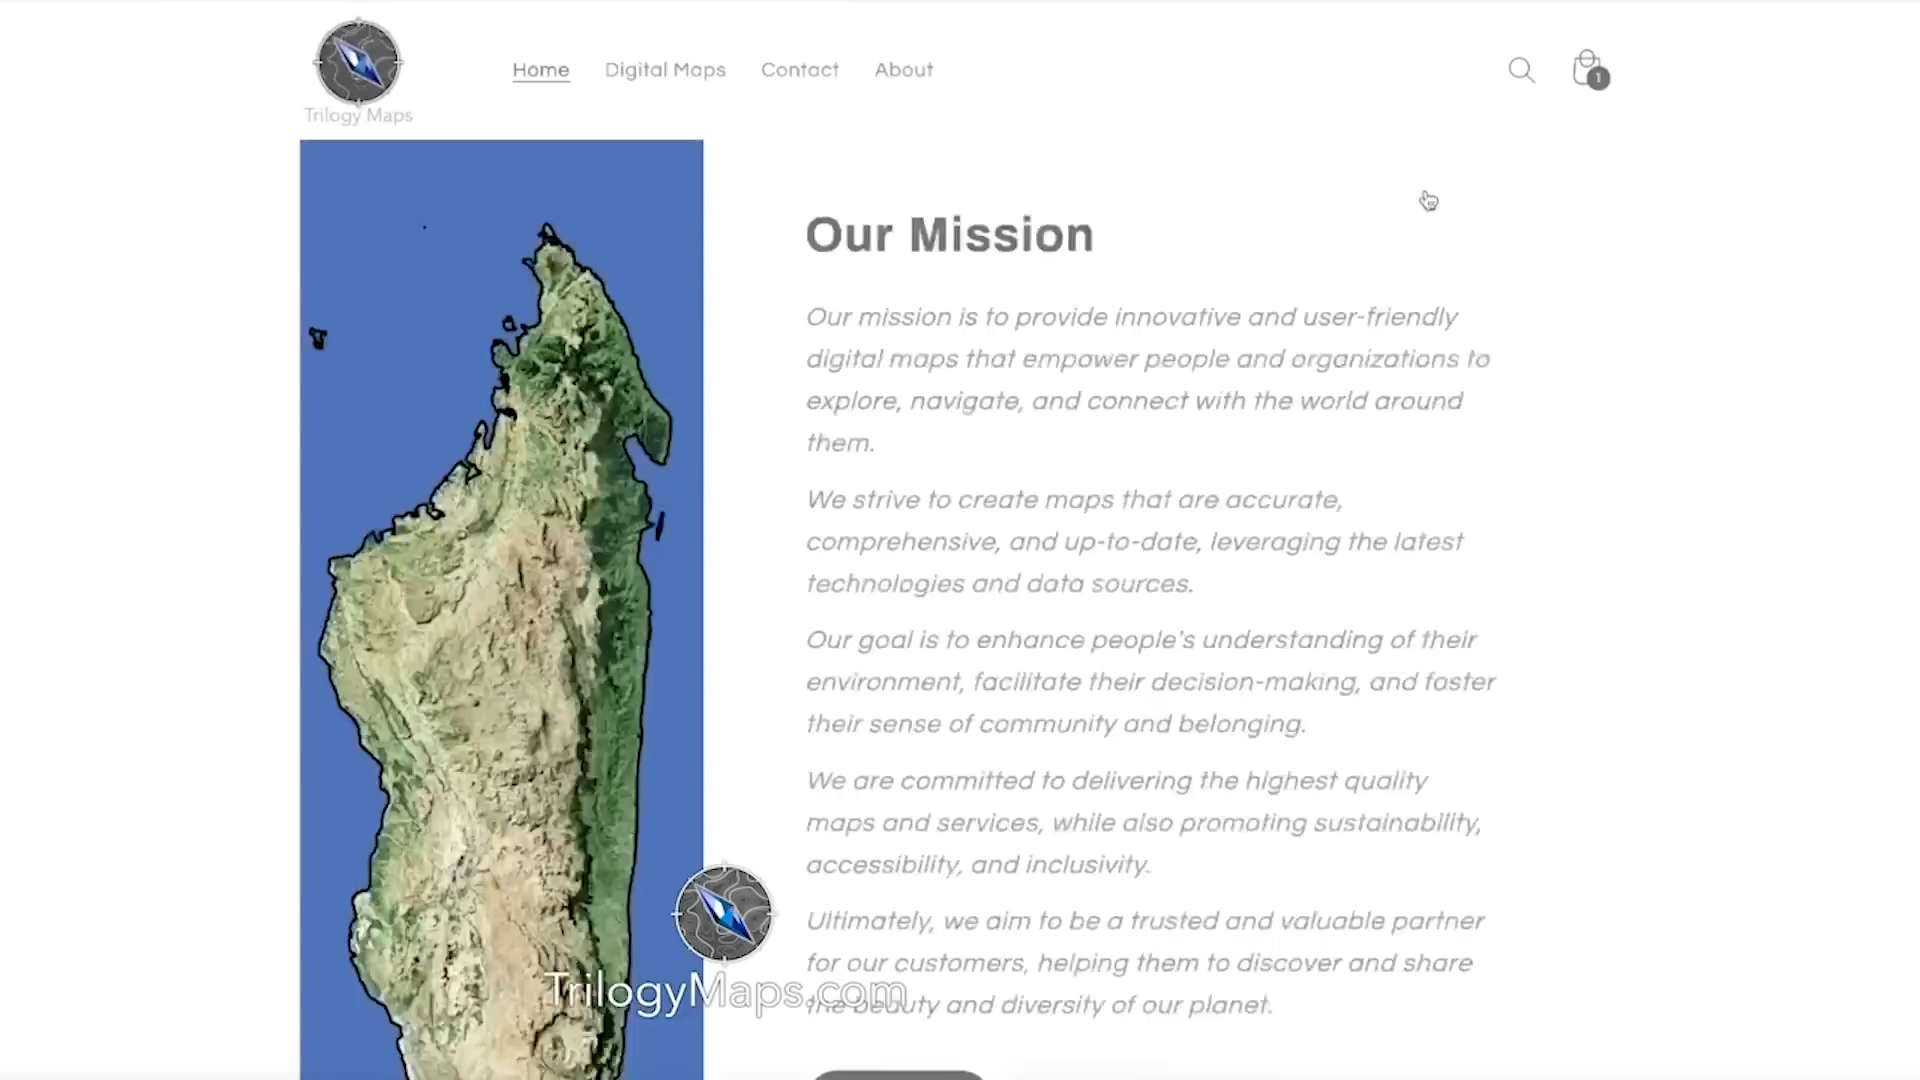 Home Digital Maps Contact About
1
Trilogy Maps
Our Mission
Our mission is to provide innovative and user-friendly
digital maps that empower people and organizations to
explore, navigate, and connect with the world around
them.
We strive to create maps that are accurate,
comprehensive, and up-to-date, leveraging the latest
technologies and data sources.
Our goal is to enhance people's understanding of their
environment, facilitate their decision-making, and foster
their sense of community and belonging.
We are committed to delivering the highest quality
maps and services, while also promoting sustainability,
accessibility, and inclusivity.
Ultimately, we aim to be a trusted and valuable partner
for our customers, helping them to discover and share
the beauty and diversity of our planet.
TrilogyMaps.com